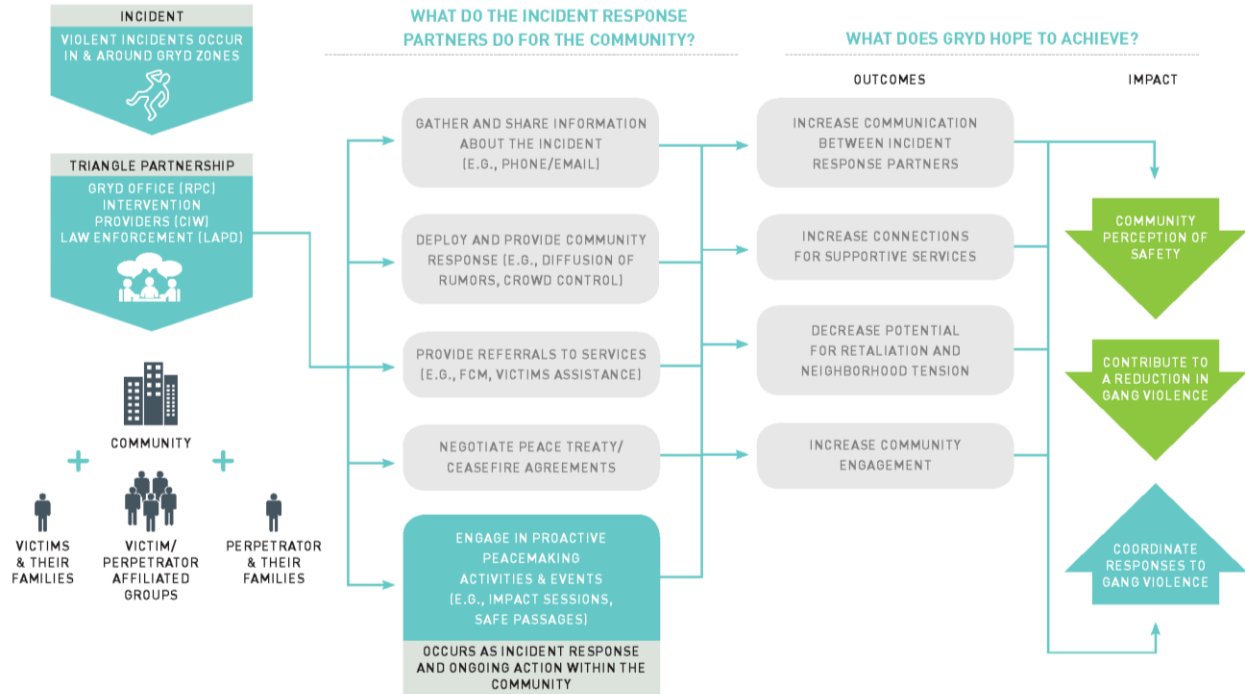 INCIDENT
VIOLENT INCIDENTS OCCUR
IN & AROUND GRYD ZONES
TRIANGLE PARTNERSHIP
GRYD OFFICE (RPC)
INTERVENTION
PROVIDERS (CIW)
LAW ENFORCEMENT (LAPD)
COMMUNITY
VICTIMS
& THEIR
FAMILIES
VICTIM/
PERPETRATOR
AFFILIATED
GROUPS
PERPETRATOR
& THEIR
FAMILIES
WHAT DO THE INCIDENT RESPONSE
PARTNERS DO FOR THE COMMUNITY?
GATHER AND SHARE INFORMATION
ABOUT THE INCIDENT
(E.G., PHONE/EMAIL)
DEPLOY AND PROVIDE COMMUNITY
RESPONSE (E.G., DIFFUSION OF
RUMORS, CROWD CONTROL)
PROVIDE REFERRALS TO SERVICES
(E.G., FCM, VICTIMS ASSISTANCE)
NEGOTIATE PEACE TREATY/
CEASEFIRE AGREEMENTS
ENGAGE IN PROACTIVE
PEACEMAKING
ACTIVITIES & EVENTS
(E.G., IMPACT SESSIONS,
SAFE PASSAGES)
OCCURS AS INCIDENT RESPONSE
AND ONGOING ACTION WITHIN THE
COMMUNITY
WHAT DOES GRYD HOPE TO ACHIEVE?
OUTCOMES
INCREASE COMMUNICATION
BETWEEN INCIDENT
RESPONSE PARTNERS
INCREASE CONNECTIONS
FOR SUPPORTIVE SERVICES
DECREASE POTENTIAL
FOR RETALIATION AND
NEIGHBORHOOD TENSION
INCREASE COMMUNITY
ENGAGEMENT
IMPACT
COMMUNITY
PERCEPTION OF
SAFETY
CONTRIBUTE TO
A REDUCTION IN
GANG VIOLENCE
COORDINATE
RESPONSES TO
GANG VIOLENCE